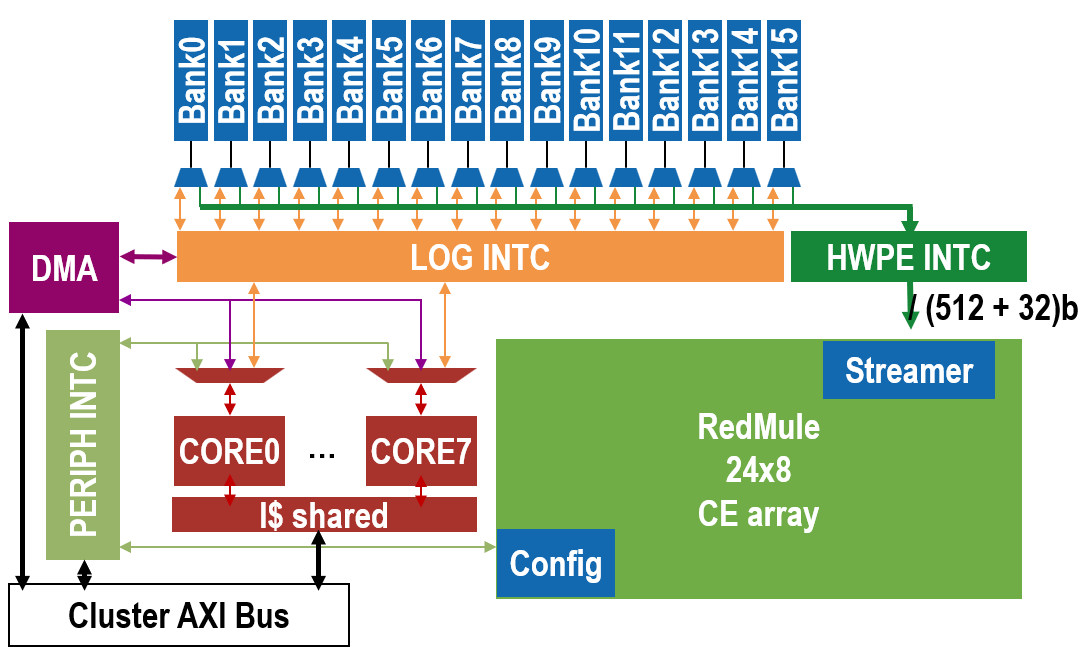 Bank0
Bank1
Bank2
Bank3
Bank4
Bank5
Bank6
Bank7
Bank8
Bank9
Bank10
Bank11
Bank12
Bank13
Bank14
Bank15
DMA
LOG INTC
HWPE INTC
/ (512 + 32)b
PERIPH INTC
Streamer
RedMule
24x8
CE array
CORE0
...
CORE7
I$ shared
Config
Cluster AXI Bus